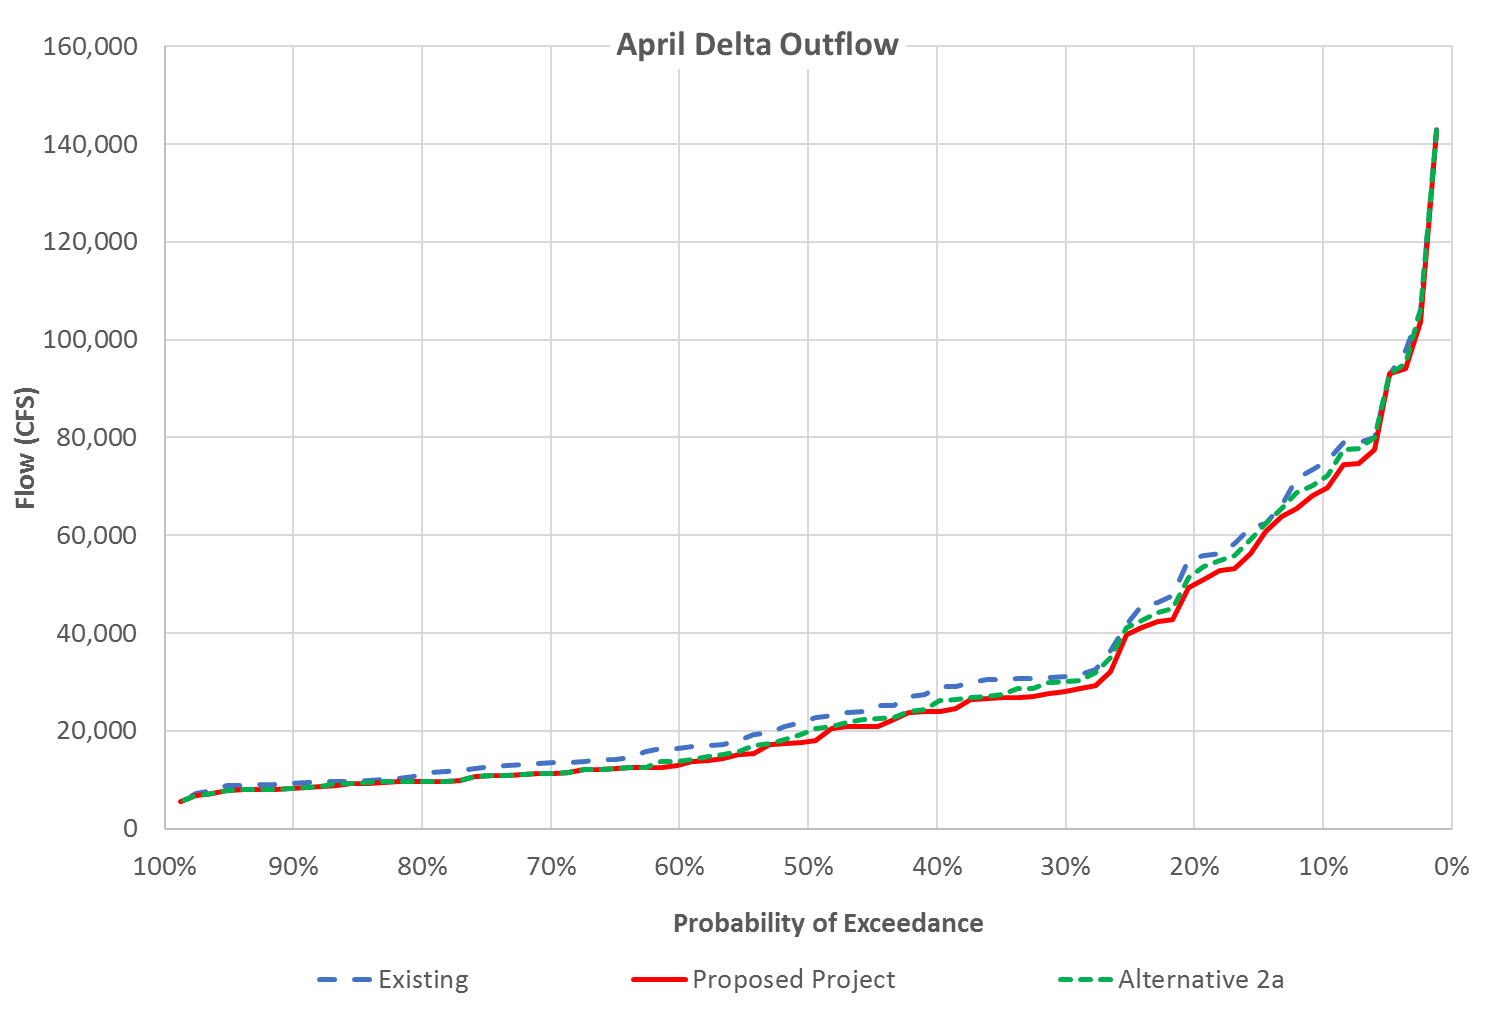 April Delta Outflow
160,000
140,000
120,000
100,000
80,000
60,000
40,000
20,000
0
Flow (CFS)
100% 90% 80% 70% 60% 50% 40% 30% 20% 10% 0%
Probability of Exceedance
Existing Proposed Project Alternative 2a